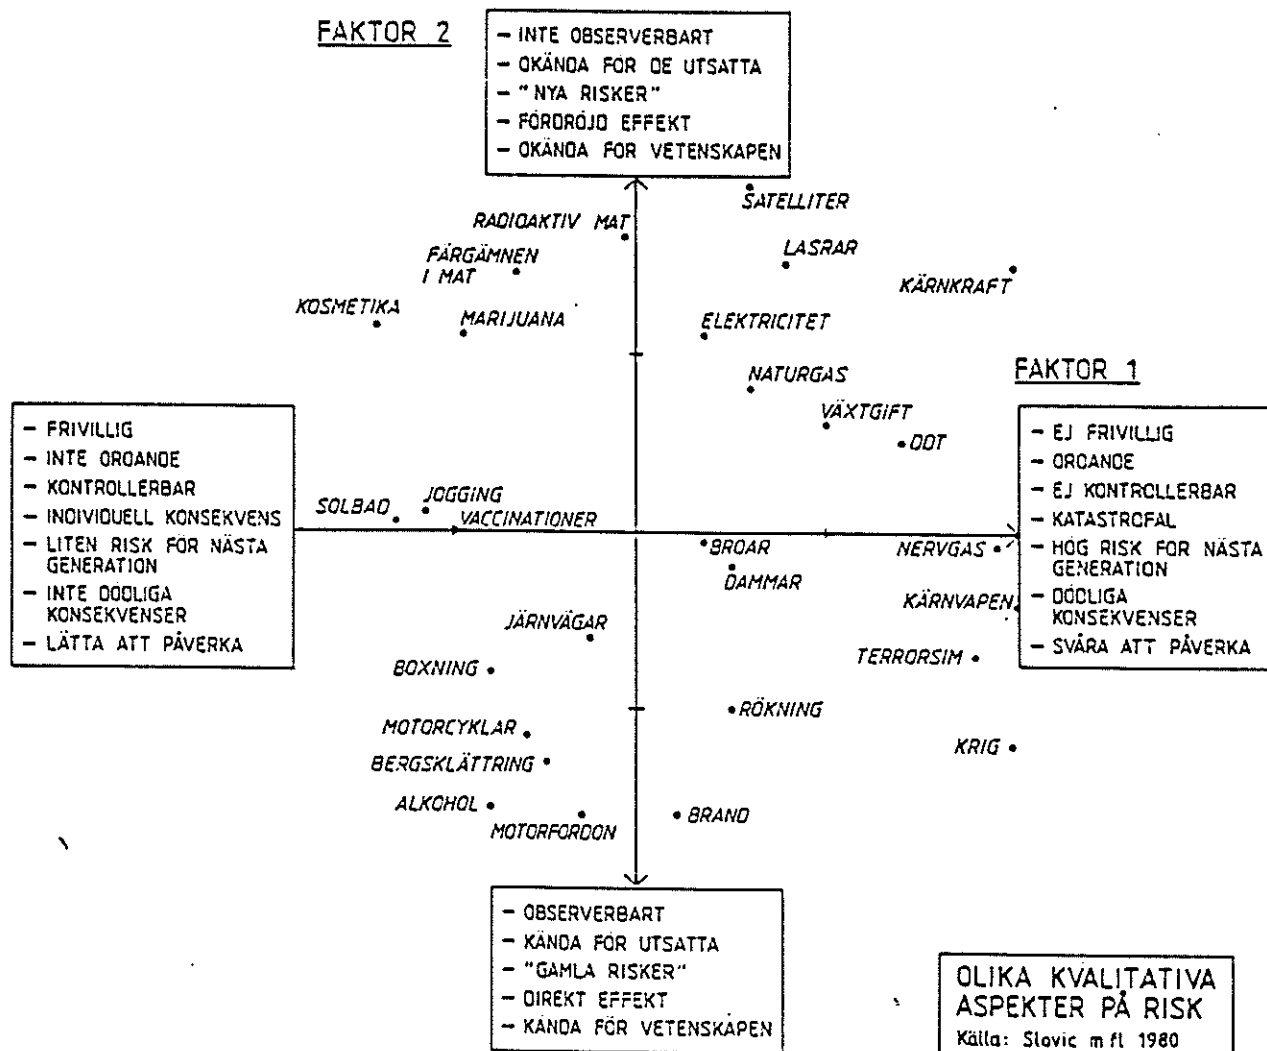 FAKTOR 2
- INTE OBSERVERBART
- OKÄNDA FÖR DE UTSATTA
- "NYA RISKER"
- FÖRDRÖJD EFFEKT
- OKÄNDA FÖR VETENSKAPEN
SATELLITER
RADIOAKTIV MAT
LASRAR
FÄRGÄMNEN
I MAT
KÄRNKRAFT
KOSMETIKA
MARIJUANA
ELEKTRICITET
NATURGAS
VÄXTGIFT
DDT
FAKTOR 1
- FRIVILLIG
- INTE OROANDE
- KONTROLLERBAR
- INDIVIDUELL KONSEKVENS
- LITEN RISK FÖR NÄSTA
GENERATION
- INTE DÖDLIGA
KONSEKVENSER
- LÄTTA ATT PÅVERKA
- EJ FRIVILLIG
- OROANDE
- EJ KONTROLLERBAR
- KATASTROFAL
- HÖG RISK FÖR NÄSTA
GENERATION
- DÖDLIGA
KONSEKVENSER
- SVÅRA ATT PÅVERKA
SOLBAD
JOGGING
VACCINATIONER
BROAR
NERVGAS
DAMMAR
KÄRNVAPEN
JÄRNVÄGAR
TERRORSIM
BOXNING
RÖKNING
MOTORCYKLAR
KRIG
BERGSKLÄTTRING
ALKOHOL
MOTORFORDON
BRAND
- OBSERVERBART
- KÄNDA FÖR UTSATTA
- "GAMLA RISKER"
- DIREKT EFFEKT
- KÄNDA FÖR VETENSKAPEN
OLIKA KVALITATIVA
ASPEKTER PÅ RISK
Källa: Slovic m fl 1980